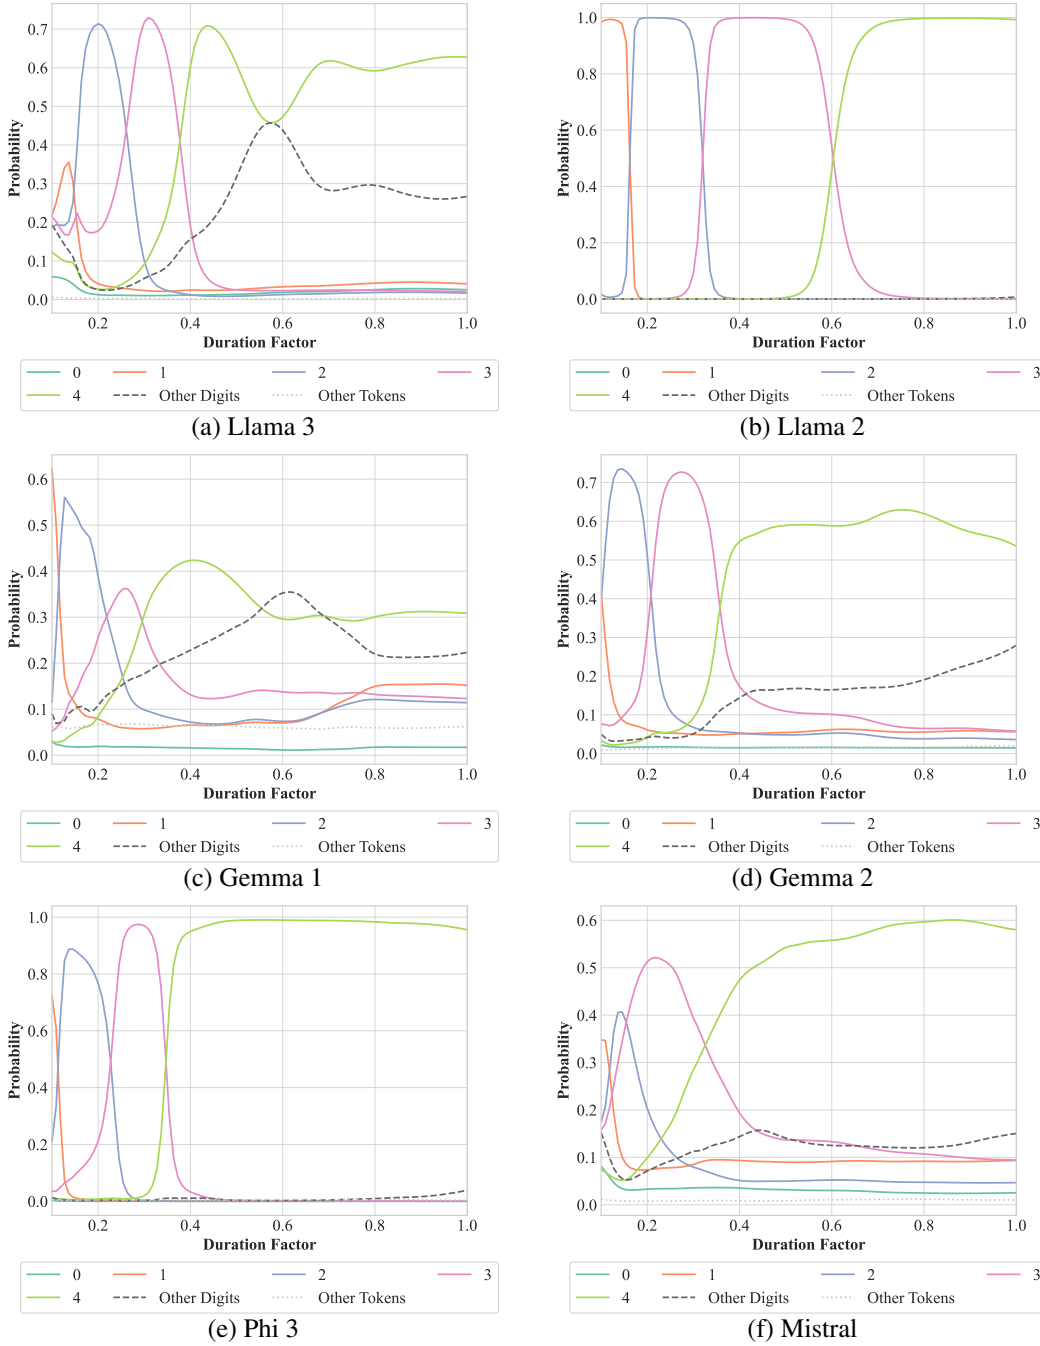 0.7
0.6
0.5
0.4
0.3
0.2
0.1
0.0
Probability
0.2 0.4 0.6 0.8 1.0
Duration Factor
0 1 2 3
4 Other Digits Other Tokens
(a) Llama 3
1.0
0.8
0.6
0.4
0.2
0.0
Probability
0.2 0.4 0.6 0.8 1.0
Duration Factor
0 1 2 3
4 Other Digits Other Tokens
(b) Llama 2
0.6
0.5
0.4
0.3
0.2
0.1
0.0
Probability
0.2 0.4 0.6 0.8 1.0
Duration Factor
0 1 2 3
4 Other Digits Other Tokens
(c) Gemma 1
0.7
0.6
0.5
0.4
0.3
0.2
0.1
0.0
Probability
0.2 0.4 0.6 0.8 1.0
Duration Factor
0 1 2 3
4 Other Digits Other Tokens
(d) Gemma 2
1.0
0.8
0.6
0.4
0.2
0.0
Probability
0.2 0.4 0.6 0.8 1.0
Duration Factor
0 1 2 3
4 Other Digits Other Tokens
(e) Phi 3
0.6
0.5
0.4
0.3
0.2
0.1
0.0
Probability
0.2 0.4 0.6 0.8 1.0
Duration Factor
0 1 2 3
4 Other Digits Other Tokens
(f) Mistral